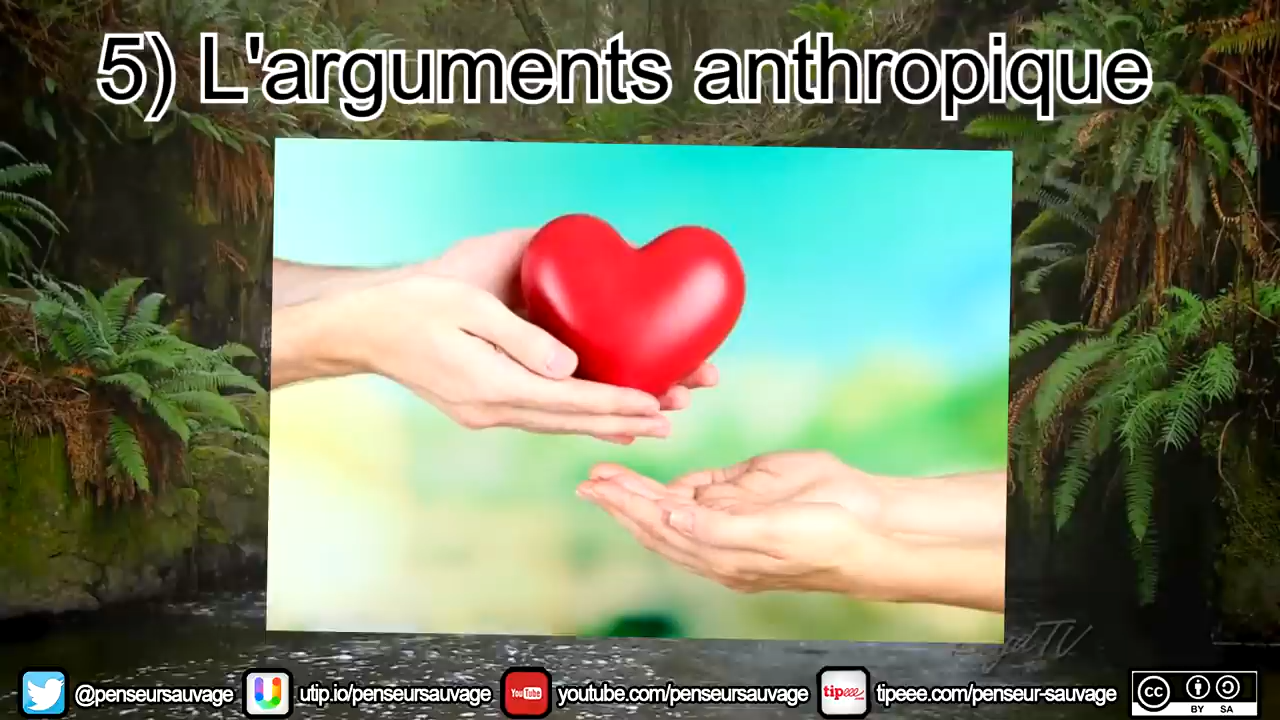 5) L'arguments anthropique
@penseursauvage utip.io/penseursauvage YouTube youtube.com/penseursauvage tipeee.com tipeee.com/penseur-sauvage cc BY SA